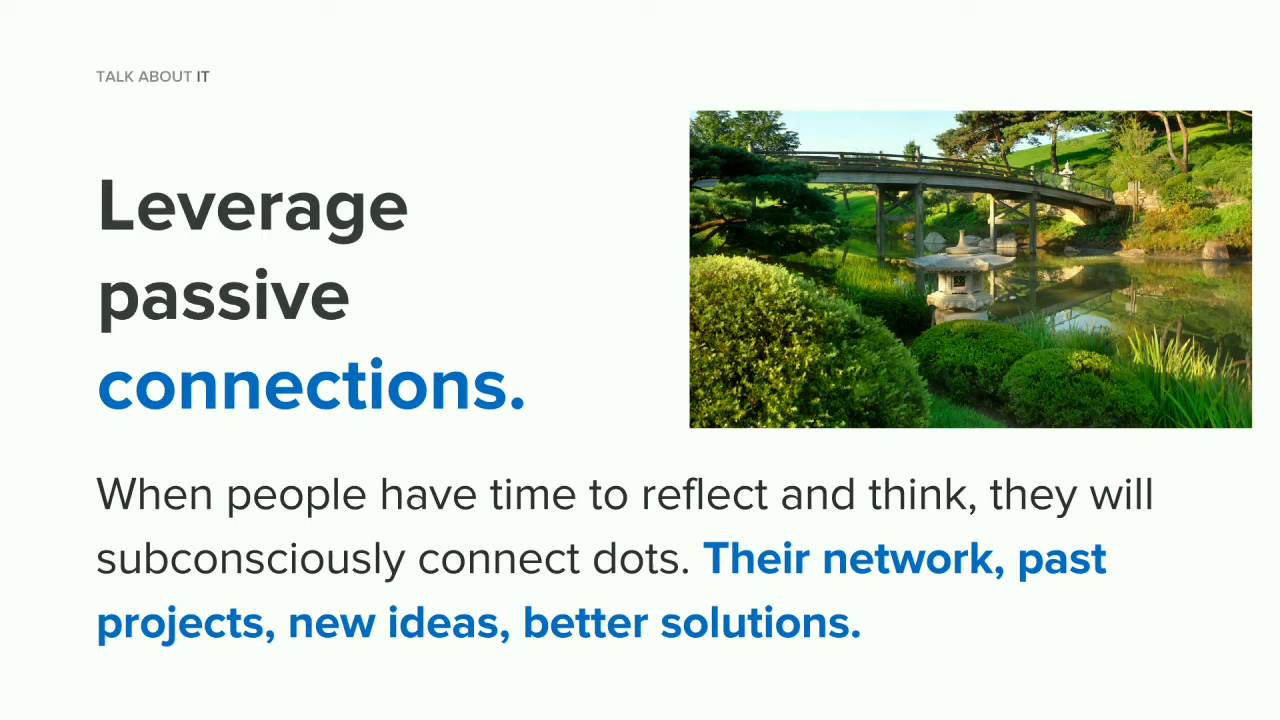 TALK ABOUT IT
Leverage
passive
connections.
When people have time to reflect and think, they will
subconsciously connect dots. Their network, past
projects, new ideas, better solutions.